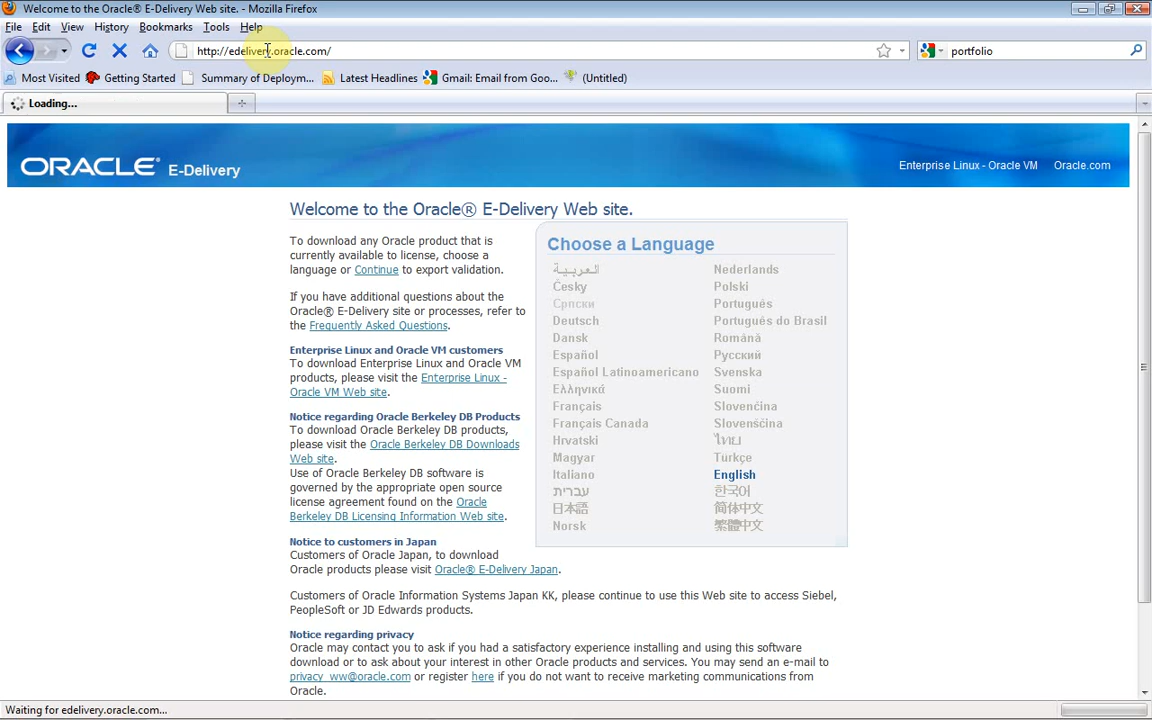 Welcome to the Oracle® E-Delivery Web site. - Mozilla Firefox
File Edit View History Bookmarks Tools Help
http://edelivery.oracle.com/
portfolio
Most Visited Getting Started Summary of Deploym... Latest Headlines Gmail: Email from Goo... (Untitled)
Loading...
ORACLE® E-Delivery
Enterprise Linux - Oracle VM Oracle.com
Welcome to the Oracle® E-Delivery Web site.
To download any Oracle product that is
currently available to license, choose a
language or Continue to export validation.
If you have additional questions about the
Oracle® E-Delivery site or processes, refer to
the Frequently Asked Questions.
Enterprise Linux and Oracle VM customers
To download Enterprise Linux and Oracle VM
products, please visit the Enterprise Linux -
Oracle VM Web site.
Notice regarding Oracle Berkeley DB Products
To download Oracle Berkeley DB products,
please visit the Oracle Berkeley DB Downloads
Web site.
Use of Oracle Berkeley DB software is
governed by the appropriate open source
license agreement found on the Oracle
Berkeley DB Licensing Information Web site.
Notice to customers in Japan
Customers of Oracle Japan, to download
Oracle products please visit Oracle® E-Delivery Japan.
Choose a Language
العربية
Česky
Српски
Deutsch
Dansk
Español
Español Latinoamericano
Ελληνικά
Français
Français Canada
Hrvatski
Magyar
Italiano
עברית
日本語
Norsk
Nederlands
Polski
Português
Português do Brasil
Română
Русский
Svenska
Suomi
Slovenčina
Slovenščina
ไทย
Türkçe
English
한국어
简体中文
繁體中文
Customers of Oracle Information Systems Japan KK, please continue to use this Web site to access Siebel,
PeopleSoft or JD Edwards products.
Notice regarding privacy
Oracle may contact you to ask if you had a satisfactory experience installing and using this software
download or to ask about your interest in other Oracle products and services. You may send an e-mail to
privacy_ww@oracle.com or register here if you do not want to receive marketing communications from
Oracle.
Waiting for edelivery.oracle.com...